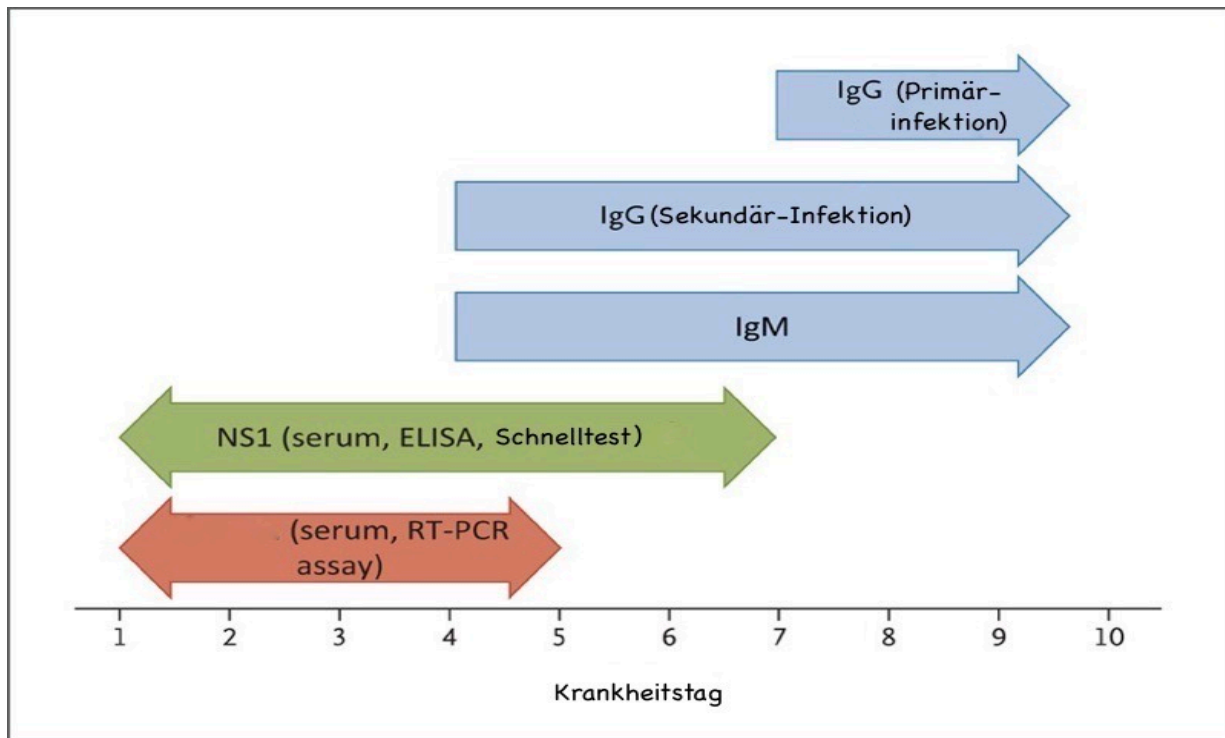 IgG (Primär-
infektion)
IgG (Sekundär-Infektion)
IgM
NS1 (serum, ELISA, Schnelltest)
(serum, RT-PCR
assay)
1 2 3 4 5 6 7 8 9 10
Krankheitstag